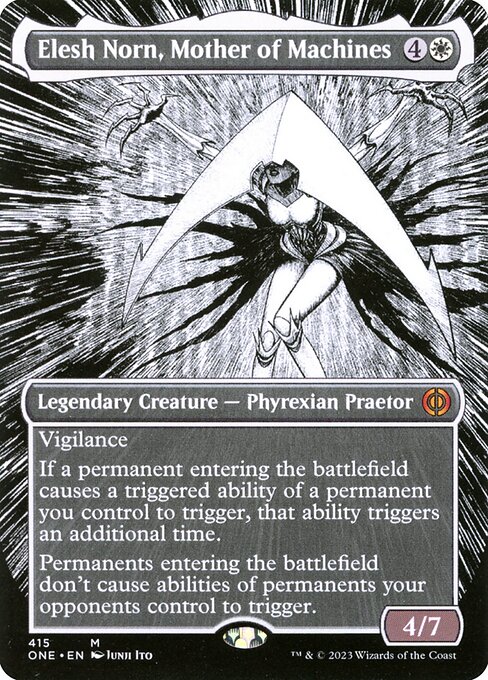 Elesh Norn, Mother of Machines 4
Legendary Creature — Phyrexian Praetor
Vigilance
If a permanent entering the battlefield
causes a triggered ability of a permanent
you control to trigger, that ability triggers
an additional time.
Permanents entering the battlefield
don't cause abilities of permanents your
opponents control to trigger.
4/7
415 M
ONE • EN Junji Ito
™ & © 2023 Wizards of the Coast